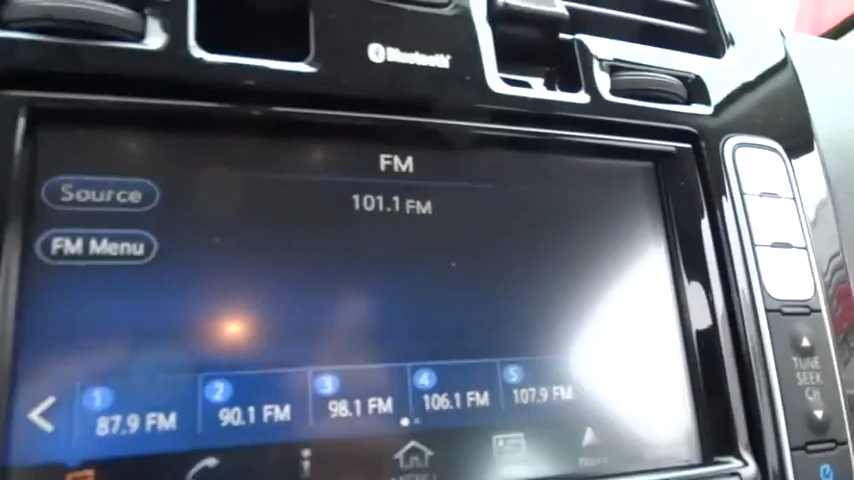 Bluetooth
FM
Source
101.1 FM
FM Menu
1 2 3 4 5
87.9 FM 90.1 FM 98.1 FM 106.1 FM 107.9 FM
TUNE
SEEK
CH